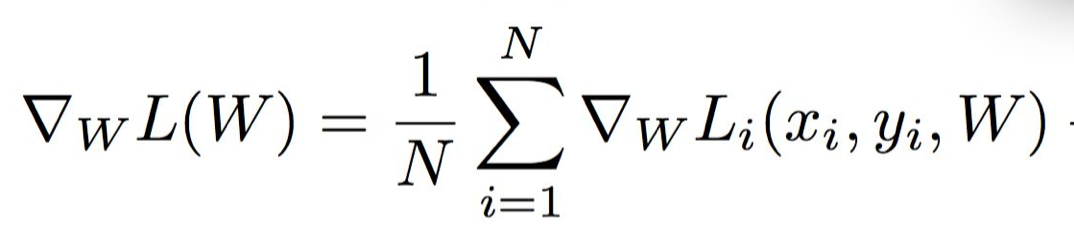 ∇_W L(W) = \frac{1}{N} \sum_{i=1}^{N} ∇_W L_i(x_i, y_i, W)